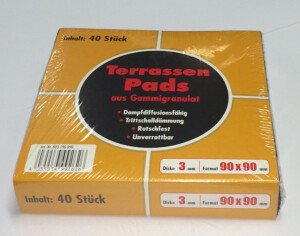 Inhalt: 40 Stück
Terrassen
Pads
aus Gummigranulat
• Dampfdiffusionsfähig
• Trittschalldämmung
• Rutschfest
• Unverrottbar
Dicke 3 mm Format 90 x 90 mm
Inhalt: 40 Stück
Dicke 3 mm Format 90 x 90 mm